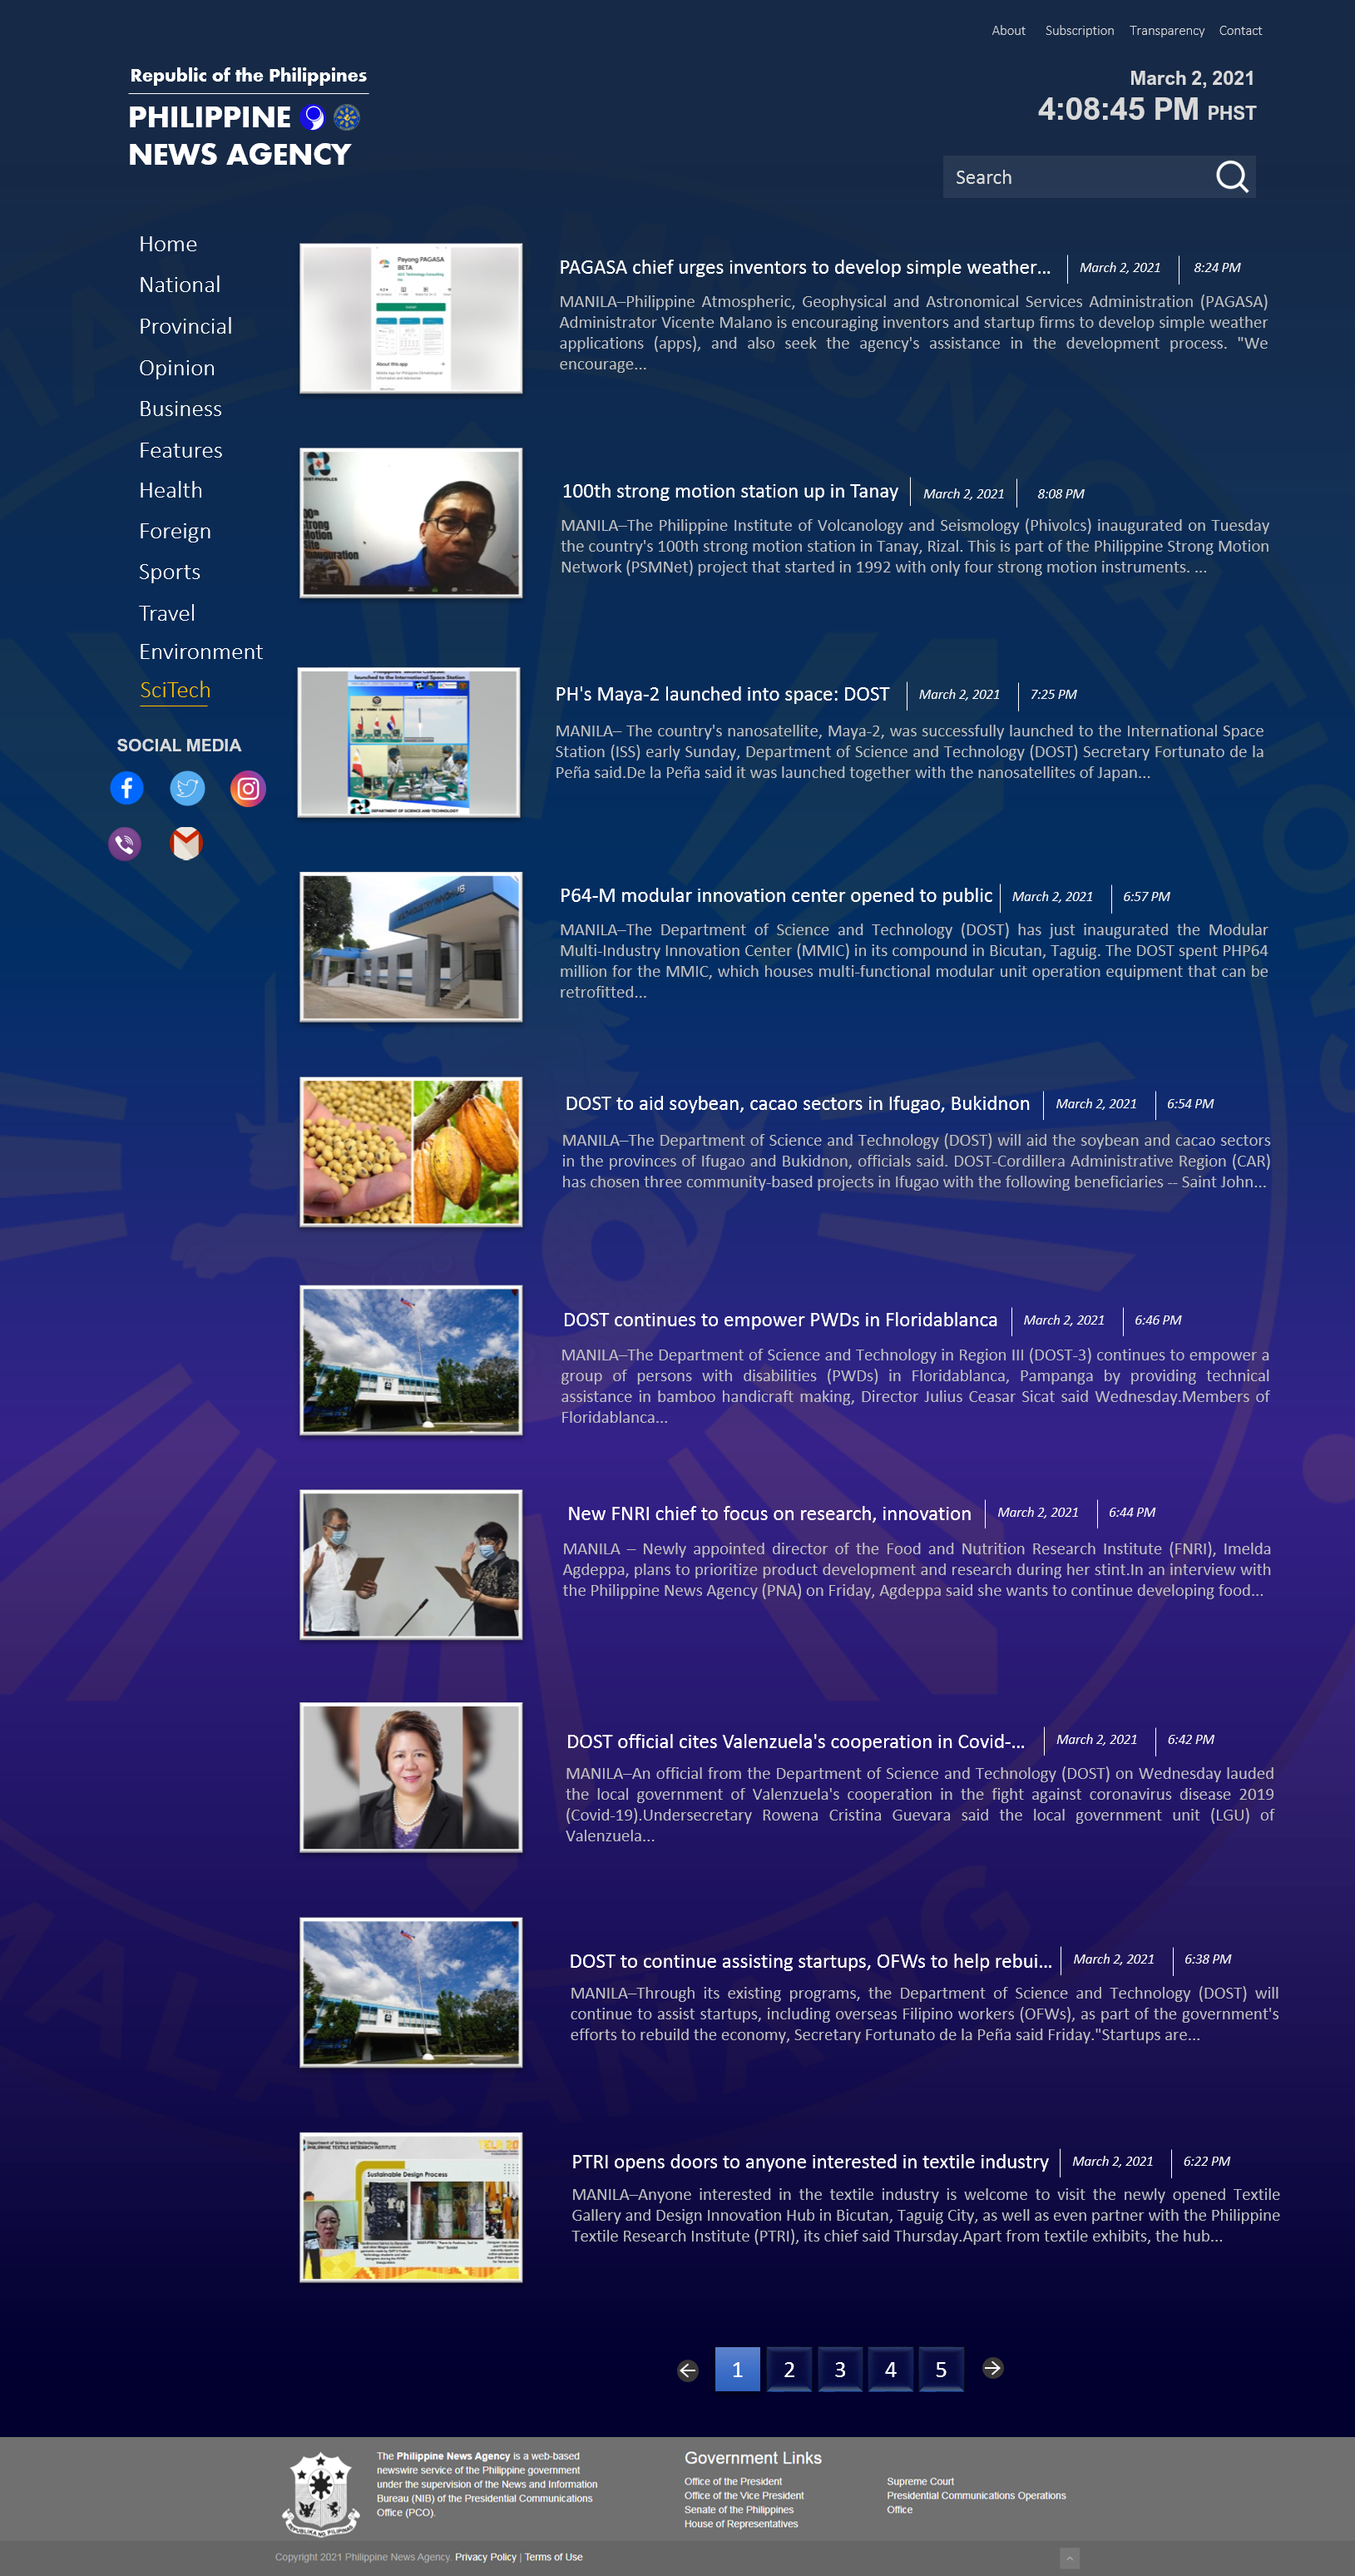 About Subscription Transparency Contact
Republic of the Philippines
PHILIPPINE
NEWS AGENCY
March 2, 2021
4:08:45 PM PHST
Search
Home
National
Provincial
Opinion
Business
Features
Health
Foreign
Sports
Travel
Environment
SciTech
SOCIAL MEDIA
Payong PAGASA
BETA
About this app
PAGASA chief urges inventors to develop simple weather... March 2, 2021 8:24 PM
MANILA–Philippine Atmospheric, Geophysical and Astronomical Services Administration (PAGASA)
Administrator Vicente Malano is encouraging inventors and startup firms to develop simple weather
applications (apps), and also seek the agency's assistance in the development process. "We
encourage...
100th strong motion station up in Tanay March 2, 2021 8:08 PM
MANILA–The Philippine Institute of Volcanology and Seismology (Phivolcs) inaugurated on Tuesday
the country's 100th strong motion station in Tanay, Rizal. This is part of the Philippine Strong Motion
Network (PSMNet) project that started in 1992 with only four strong motion instruments. ...
launched to the International Space Station
DEPARTMENT OF SCIENCE AND TECHNOLOGY
PH's Maya-2 launched into space: DOST March 2, 2021 7:25 PM
MANILA– The country's nanosatellite, Maya-2, was successfully launched to the International Space
Station (ISS) early Sunday, Department of Science and Technology (DOST) Secretary Fortunato de la
Peña said.De la Peña said it was launched together with the nanosatellites of Japan...
P64-M modular innovation center opened to public March 2, 2021 6:57 PM
MANILA–The Department of Science and Technology (DOST) has just inaugurated the Modular
Multi-Industry Innovation Center (MMIC) in its compound in Bicutan, Taguig. The DOST spent PHP64
million for the MMIC, which houses multi-functional modular unit operation equipment that can be
retrofitted...
DOST to aid soybean, cacao sectors in Ifugao, Bukidnon March 2, 2021 6:54 PM
MANILA–The Department of Science and Technology (DOST) will aid the soybean and cacao sectors
in the provinces of Ifugao and Bukidnon, officials said. DOST-Cordillera Administrative Region (CAR)
has chosen three community-based projects in Ifugao with the following beneficiaries -- Saint John...
DOST continues to empower PWDs in Floridablanca March 2, 2021 6:46 PM
MANILA–The Department of Science and Technology in Region III (DOST-3) continues to empower a
group of persons with disabilities (PWDs) in Floridablanca, Pampanga by providing technical
assistance in bamboo handicraft making, Director Julius Ceasar Sicat said Wednesday.Members of
Floridablanca...
New FNRI chief to focus on research, innovation March 2, 2021 6:44 PM
MANILA – Newly appointed director of the Food and Nutrition Research Institute (FNRI), Imelda
Agdeppa, plans to prioritize product development and research during her stint.In an interview with
the Philippine News Agency (PNA) on Friday, Agdeppa said she wants to continue developing food...
DOST official cites Valenzuela's cooperation in Covid-... March 2, 2021 6:42 PM
MANILA–An official from the Department of Science and Technology (DOST) on Wednesday lauded
the local government of Valenzuela's cooperation in the fight against coronavirus disease 2019
(Covid-19).Undersecretary Rowena Cristina Guevara said the local government unit (LGU) of
Valenzuela...
DOST to continue assisting startups, OFWs to help rebui... March 2, 2021 6:38 PM
MANILA–Through its existing programs, the Department of Science and Technology (DOST) will
continue to assist startups, including overseas Filipino workers (OFWs), as part of the government's
efforts to rebuild the economy, Secretary Fortunato de la Peña said Friday."Startups are...
Sustainable Design Process
PTRI opens doors to anyone interested in textile industry March 2, 2021 6:22 PM
MANILA–Anyone interested in the textile industry is welcome to visit the newly opened Textile
Gallery and Design Innovation Hub in Bicutan, Taguig City, as well as even partner with the Philippine
Textile Research Institute (PTRI), its chief said Thursday.Apart from textile exhibits, the hub...
1 2 3 4 5
The Philippine News Agency is a web-based
newswire service of the Philippine government
under the supervision of the News and Information
Bureau (NIB) of the Presidential Communications
Office (PCO).
Government Links
Office of the President
Office of the Vice President
Senate of the Philippines
House of Representatives
Supreme Court
Presidential Communications Operations
Office
Copyright 2021 Philippine News Agency. Privacy Policy | Terms of Use